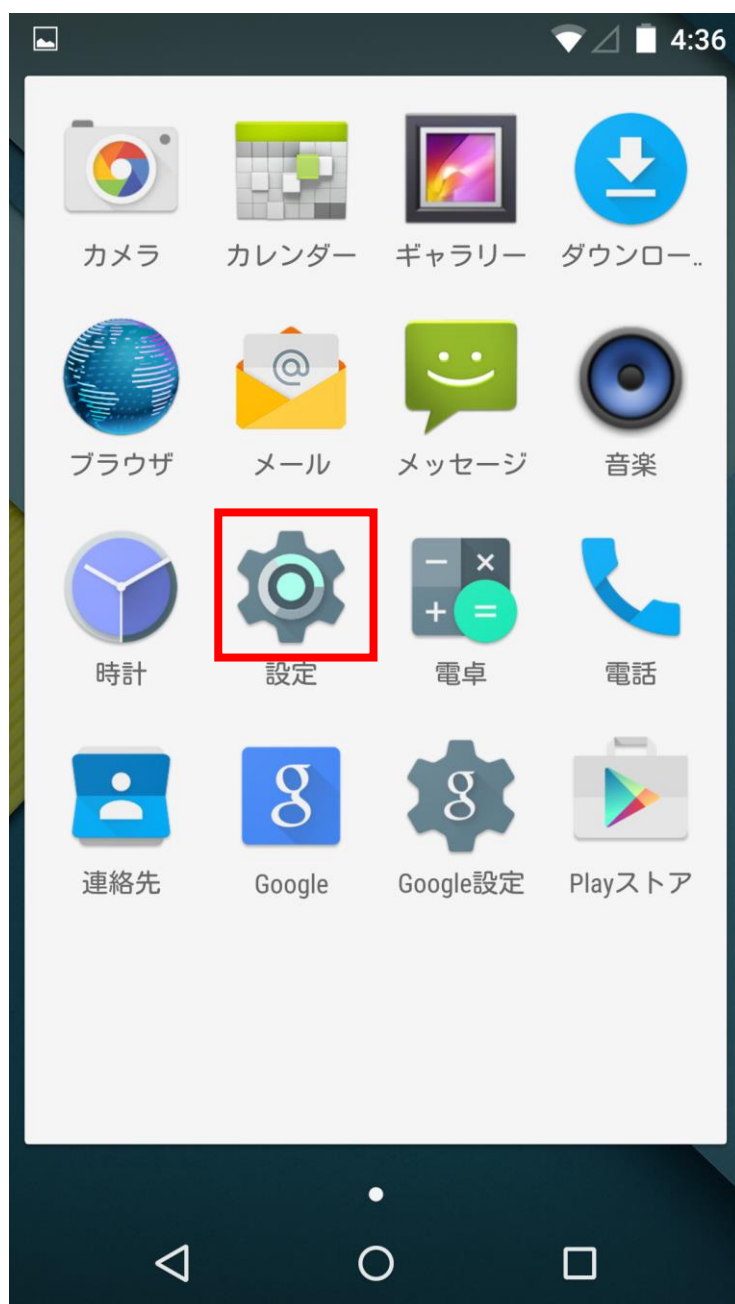 4:36
カメラ
カレンダー
ギャラリー
ダウンロー..
ブラウザ
メール
メッセージ
音楽
時計
設定
電卓
電話
連絡先
Google
Google設定
Playストア